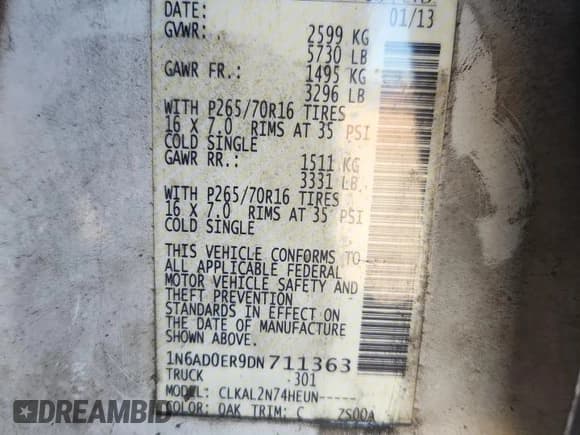 DATE: 01/13
GVWR: 2599 KG
5730 LB
GAWR FR.: 1495 KG
3296 LB
WITH P265/70R16 TIRES
16 X 7.0 RIMS AT 35 PSI
COLD SINGLE
GAWR RR.: 1511 KG
3331 LB
WITH P265/70R16 TIRES
16 X 7.0 RIMS AT 35 PSI
COLD SINGLE
THIS VEHICLE CONFORMS TO
ALL APPLICABLE FEDERAL
MOTOR VEHICLE SAFETY AND
THEFT PREVENTION
STANDARDS IN EFFECT ON
THE DATE OF MANUFACTURE
SHOWN ABOVE.
1N6AD0ER9DN711363
TRUCK 301
MODEL: CLKAL2N74HEUN-----
COLOR: QAK TRIM: C ZS00A
DREAMBID